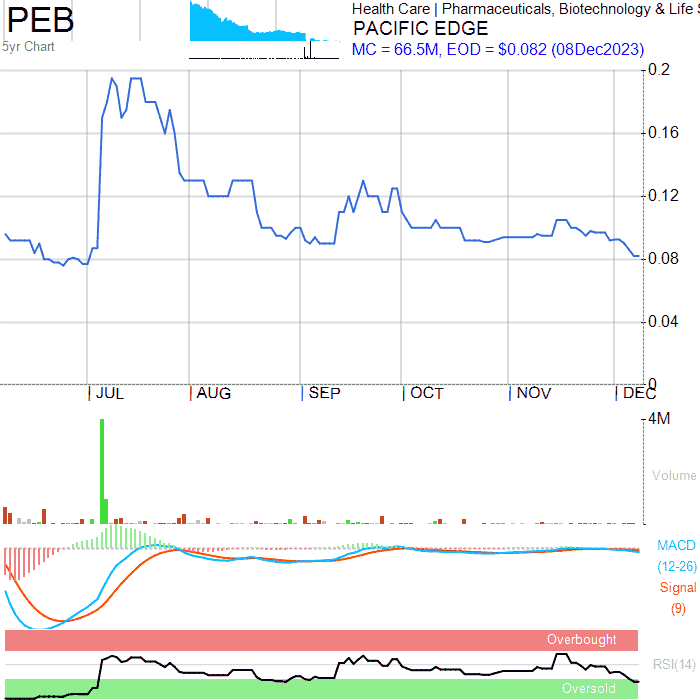 PEB
5yr Chart
Health Care | Pharmaceuticals, Biotechnology & Life S
PACIFIC EDGE
MC = 66.5M, EOD = $0.082 (08Dec2023)
0.2
0.16
0.12
0.08
0.04
0
JUL AUG SEP OCT NOV DEC
4M
Volume
MACD
(12-26)
Signal
(9)
Overbought
RSI(14)
Oversold